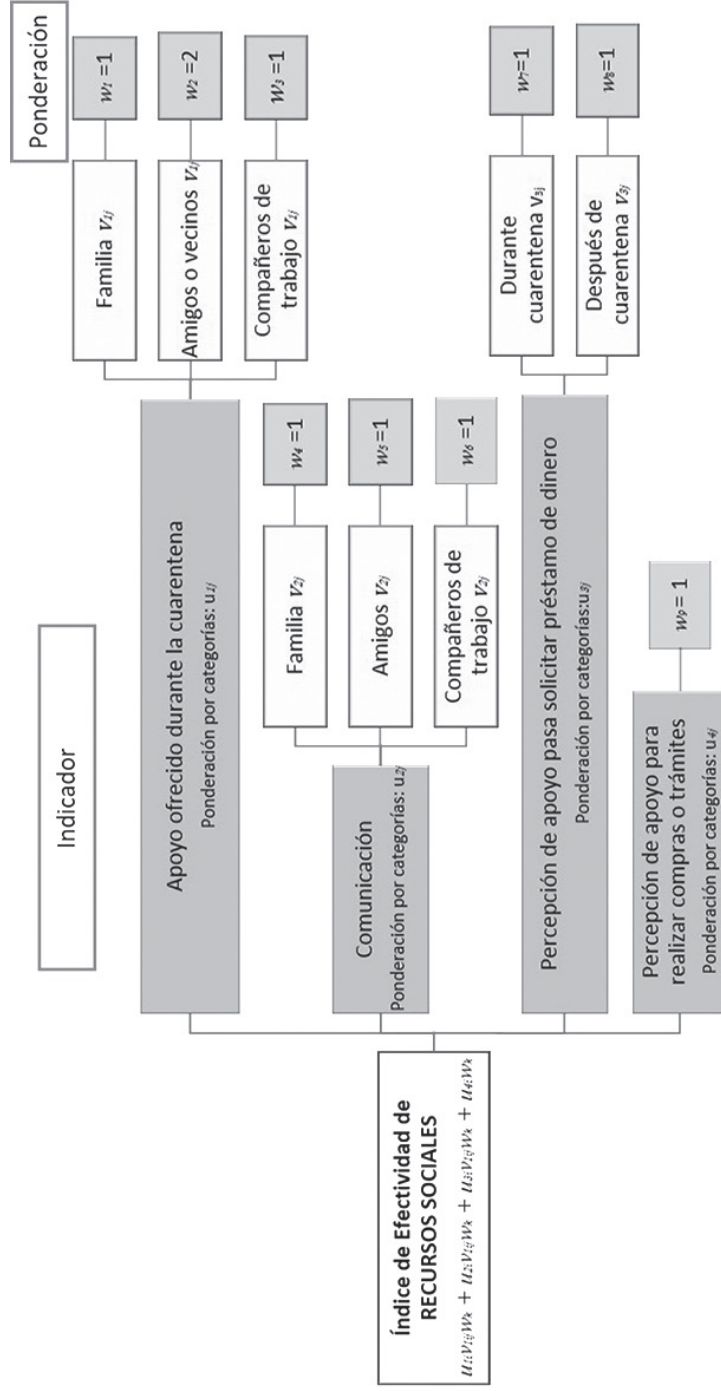 Indicador
Ponderación
Índice de Efectividad de
RECURSOS SOCIALES
u1iv1ijwk + u2iv1ijwk + u3iv1ijwk + u4iwk
Apoyo ofrecido durante la cuarentena
Ponderación por categorías: u1j
Familia v1j
w1 =1
Amigos o vecinos v1j
w2 =2
Compañeros de
trabajo v1j
w3 =1
Comunicación
Ponderación por categorías: u2j
Familia v2j
w4 =1
Amigos v2j
w5 =1
Compañeros de
trabajo v2j
w6 =1
Percepción de apoyo pasa solicitar préstamo de dinero
Ponderación por categorías:u3j
Durante
cuarentena v3j
w7=1
Después de
cuarentena v3j
w8=1
Percepción de apoyo para
realizar compras o trámites
Ponderación por categorías: u4j
w9= 1